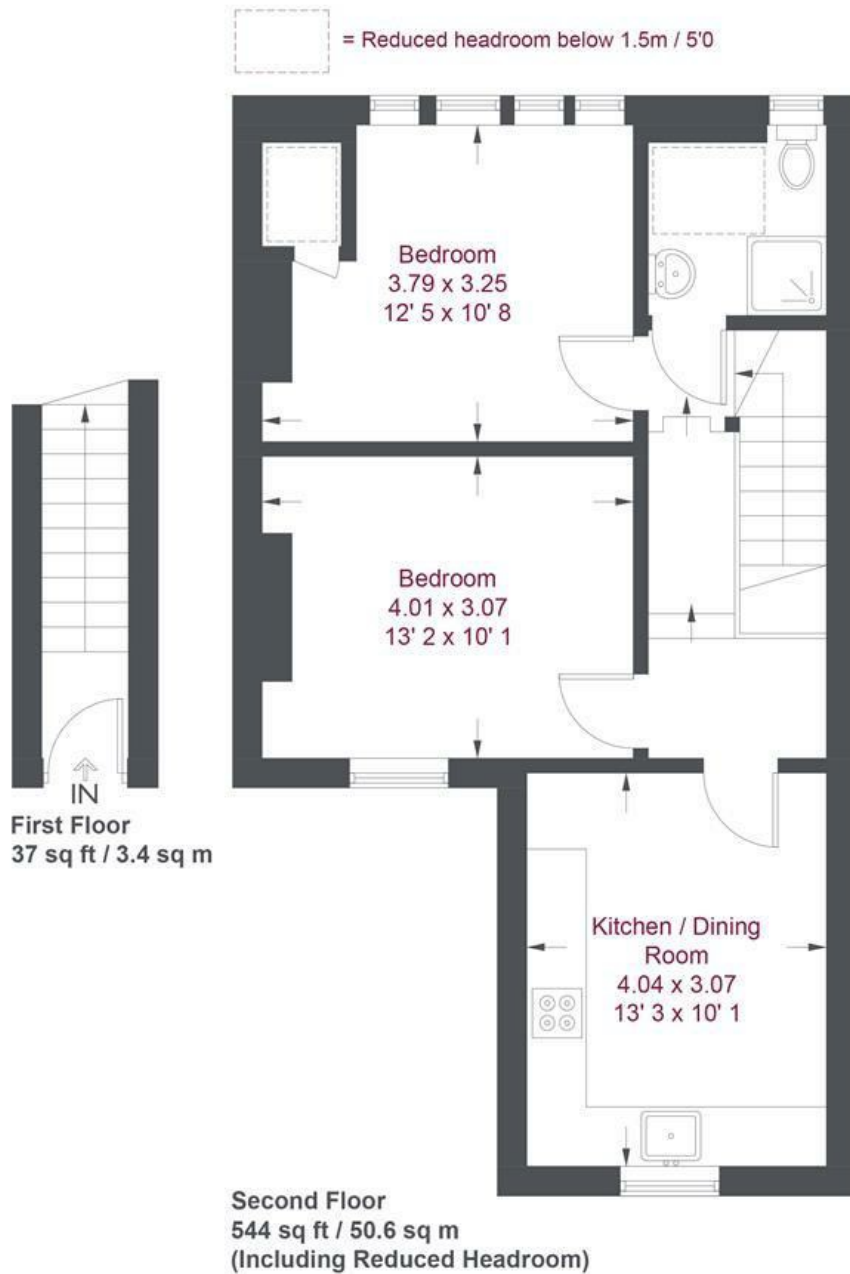 = Reduced headroom below 1.5m / 5'0
Bedroom
3.79 x 3.25
12' 5 x 10' 8
Bedroom
4.01 x 3.07
13' 2 x 10' 1
IN
First Floor
37 sq ft / 3.4 sq m
Kitchen / Dining
Room
4.04 x 3.07
13' 3 x 10' 1
Second Floor
544 sq ft / 50.6 sq m
(Including Reduced Headroom)